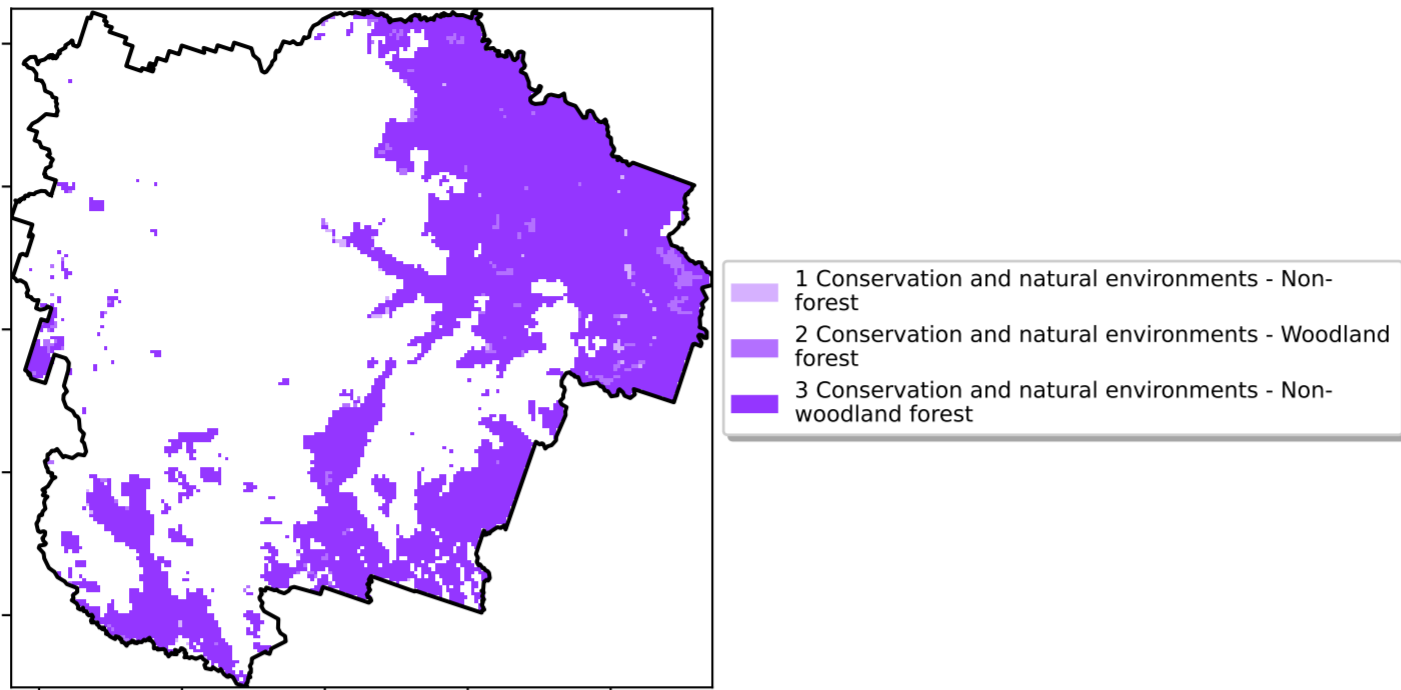 1 Conservation and natural environments - Non-
forest
2 Conservation and natural environments - Woodland
forest
3 Conservation and natural environments - Non-
woodland forest